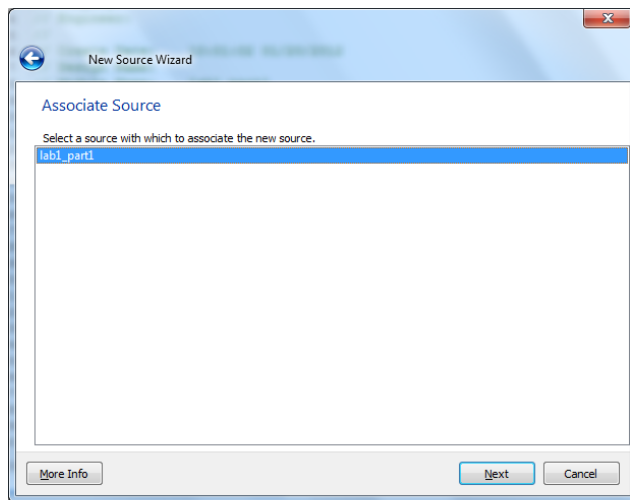 New Source Wizard
Associate Source
Select a source with which to associate the new source.
lab1_part1
More Info
Next
Cancel